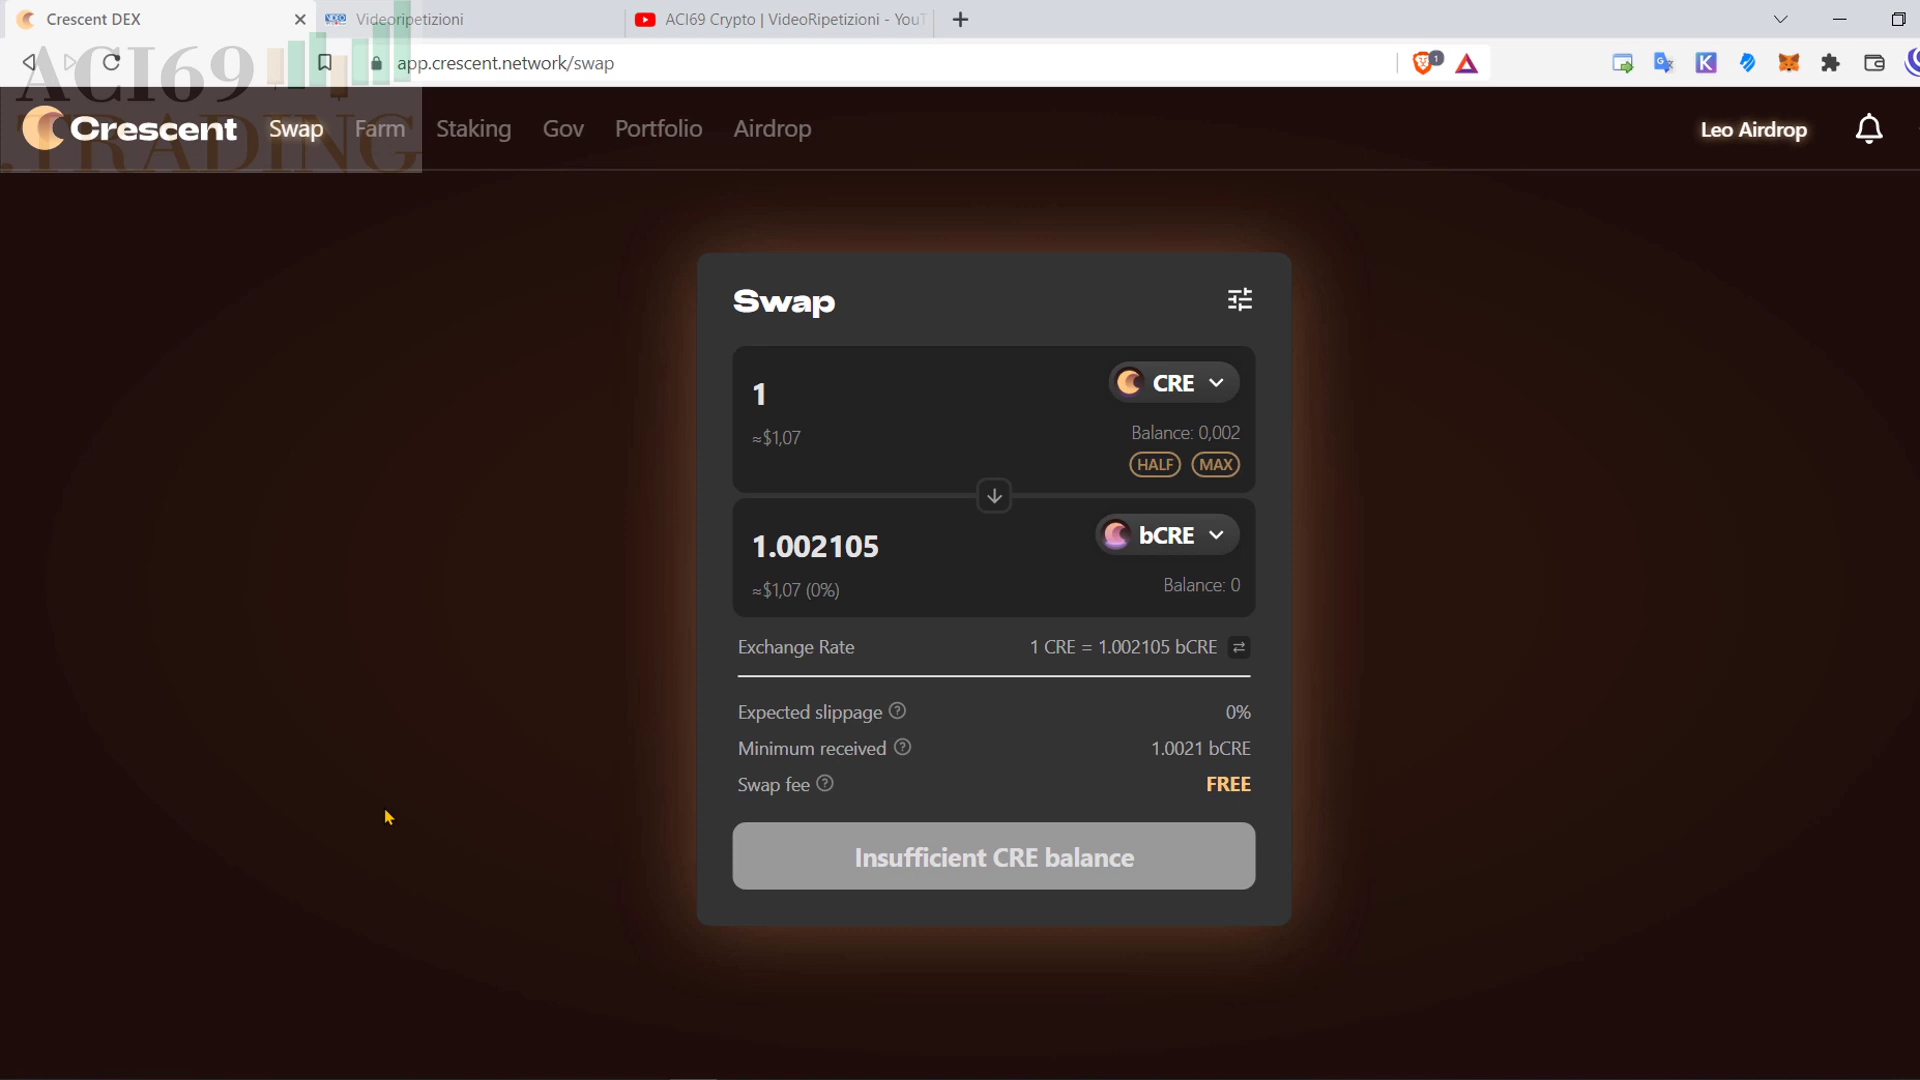 Crescent DEX
Videoripetizioni
ACI69 Crypto | VideoRipetizioni - YouT
app.crescent.network/swap
1
ACI69
.TRADING
Crescent
Swap
Farm
Staking
Gov
Portfolio
Airdrop
Leo Airdrop
Swap
1
CRE
≈$1,07
Balance: 0,002
HALF
MAX
1.002105
bCRE
≈$1,07 (0%)
Balance: 0
Exchange Rate
1 CRE = 1.002105 bCRE
Expected slippage
0%
Minimum received
1.0021 bCRE
Swap fee
FREE
Insufficient CRE balance